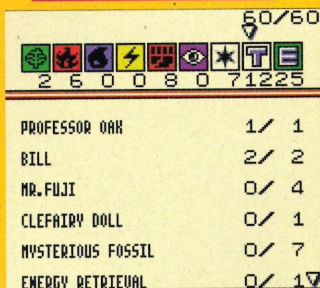 60/60
T E
2 6 0 0 8 0 7 12 25
PROFESSOR OAK 1/ 1
BILL 2/ 2
MR.FUJI 0/ 4
CLEFAIRY DOLL 0/ 1
MYSTERIOUS FOSSIL 0/ 7
ENERGY RETRIEVAL 0/ 1